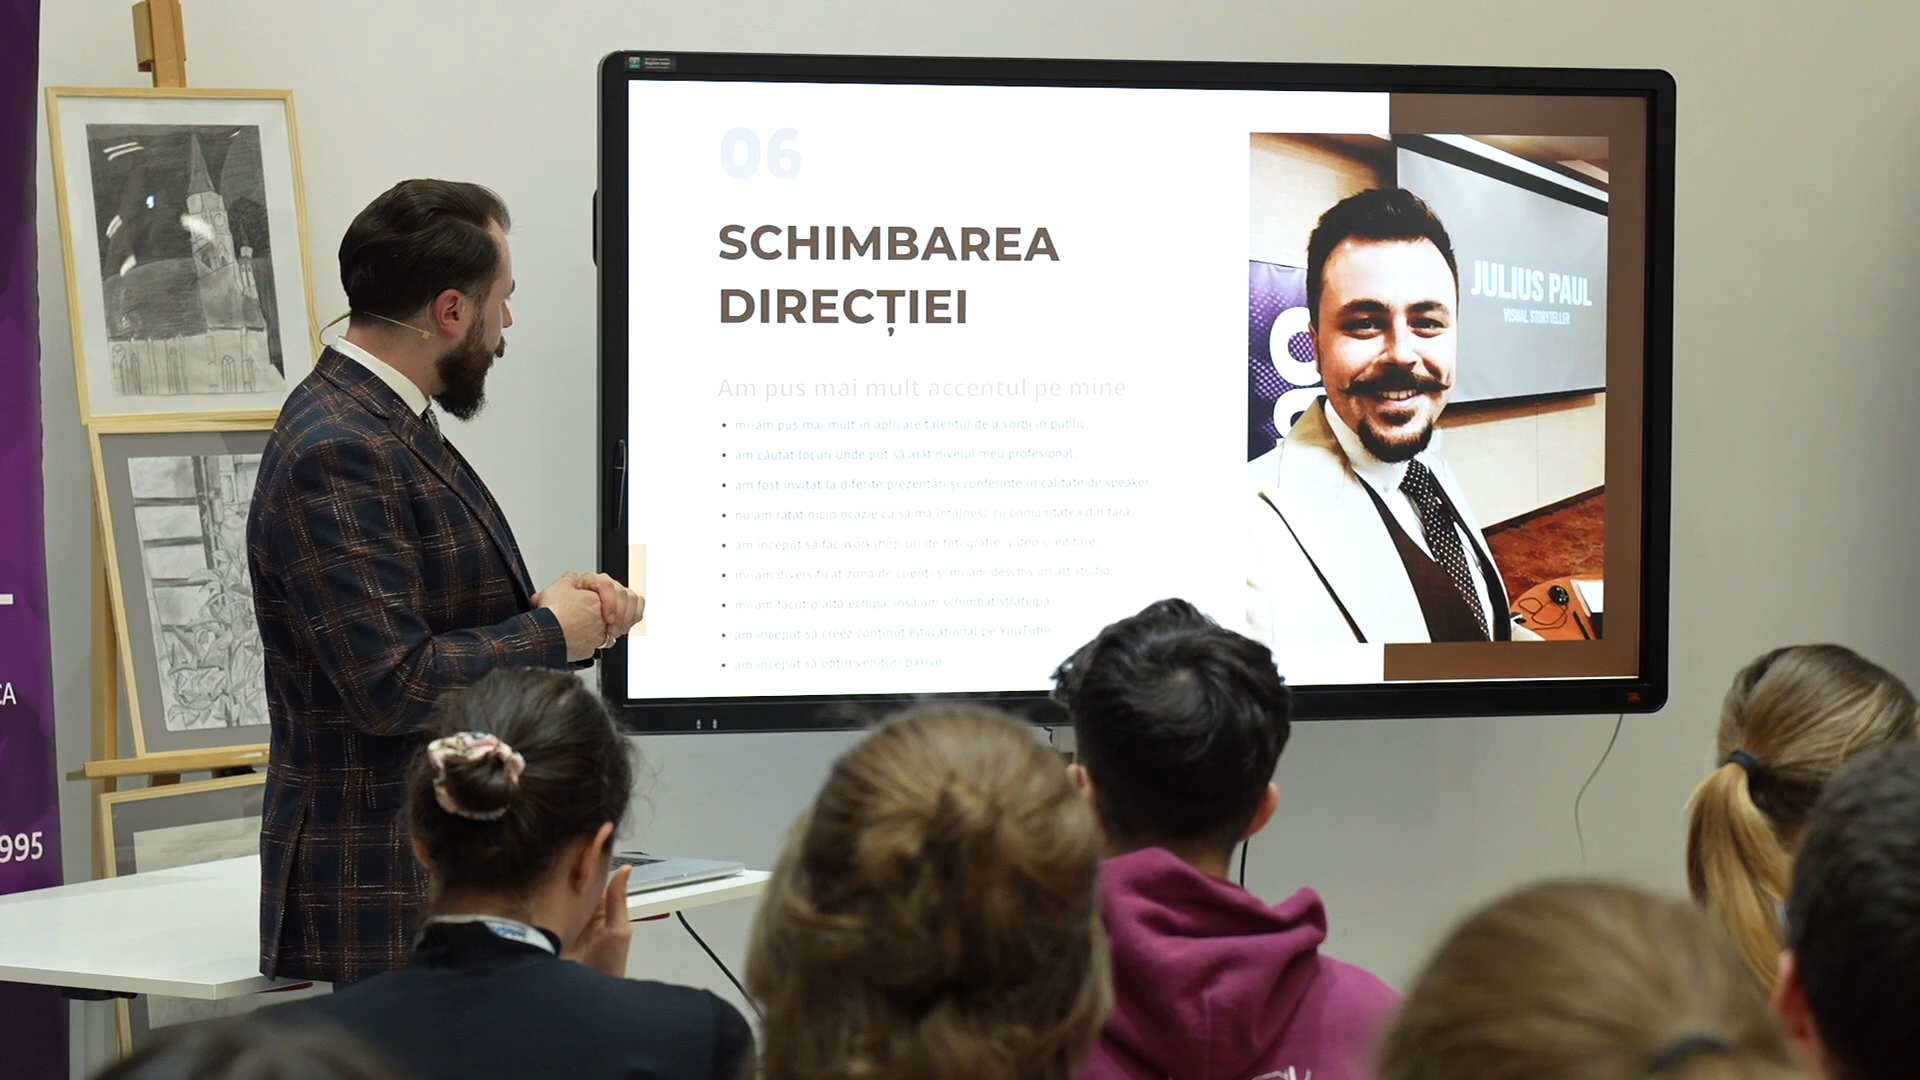 06
SCHIMBAREA
DIRECȚIEI
Am pus mai mult accentul pe mine
• mi-am pus mai mult în aplicare talentul de a vorbi în public;
• am căutat locuri unde pot să arăt nivelul meu profesional;
• am fost invitat la diferite prezentări și conferințe în calitate de speaker;
• nu am ratat nicio ocazie ca să mă întâlnesc cu comunitatea din țară;
• am început să fac workshop-uri de fotografie, video și editare;
• mi-am diversificat zona de clienți și mi-am deschis un alt studio;
• mi-am făcut o altă echipă, însă am schimbat strategia;
• am început să creez conținut educațional pe YouTube;
• am început să obțin venituri pasive.
JULIUS PAUL
VISUAL STORYTELLER
CA
995